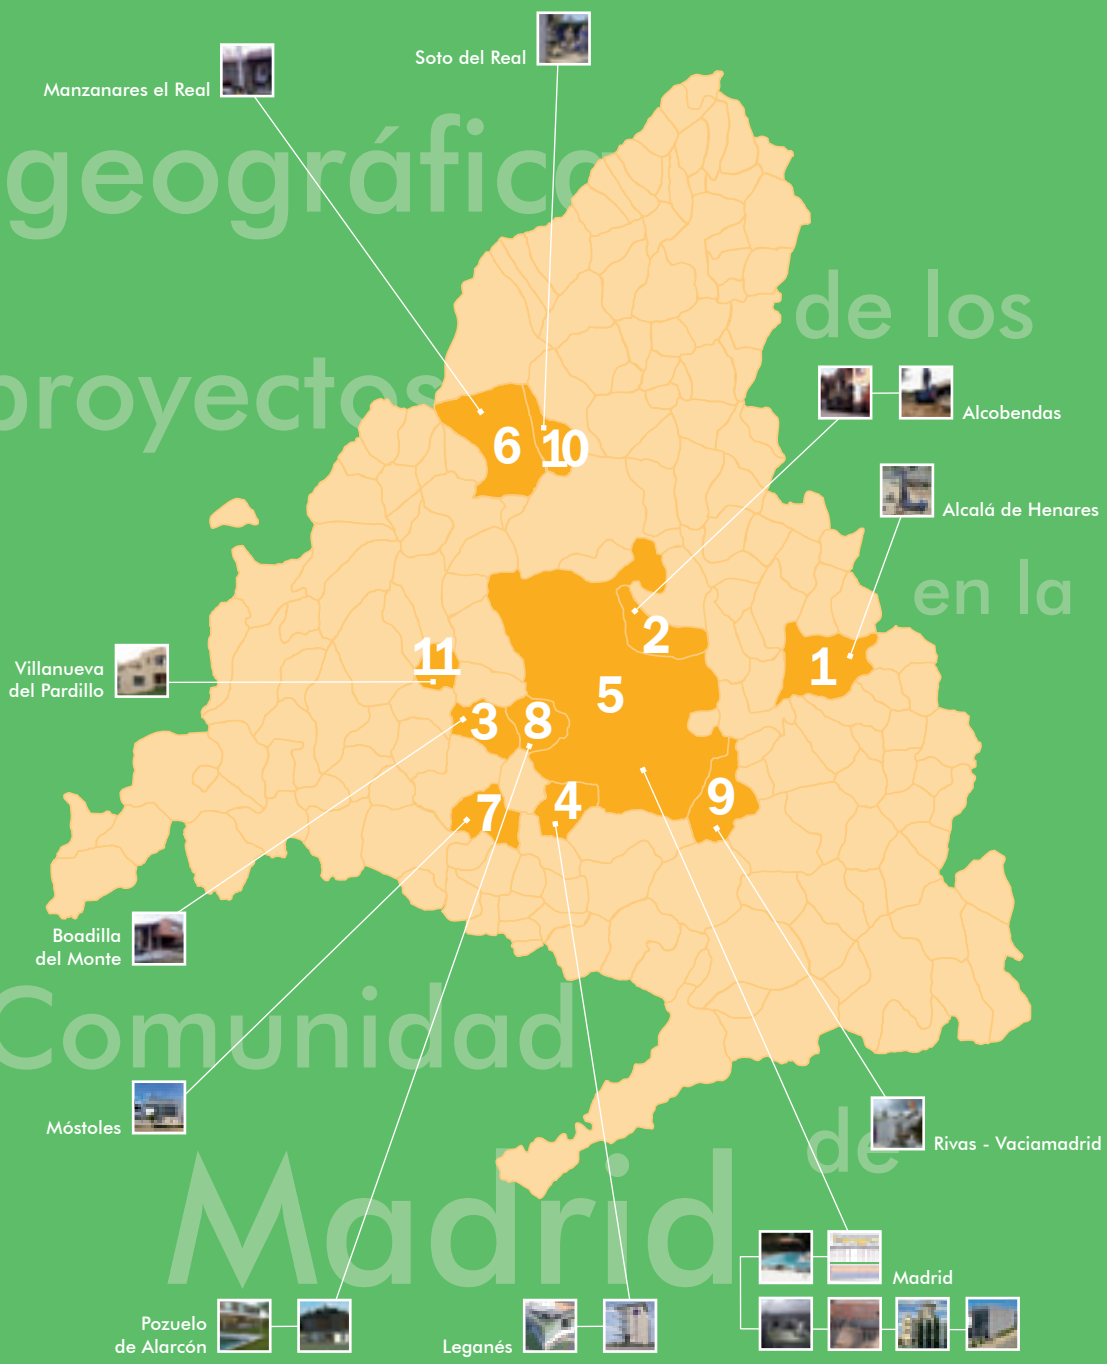 Soto del Real
Manzanares el Real
geográfica
de los
proyectos
Alcobendas
6
10
Alcalá de Henares
en la
2
11
1
Villanueva
del Pardillo
5
3
8
9
4
7
Boadilla
del Monte
Comunidad
Móstoles
de
Rivas - Vaciamadrid
Madrid
Madrid
Pozuelo
de Alarcón
Leganés